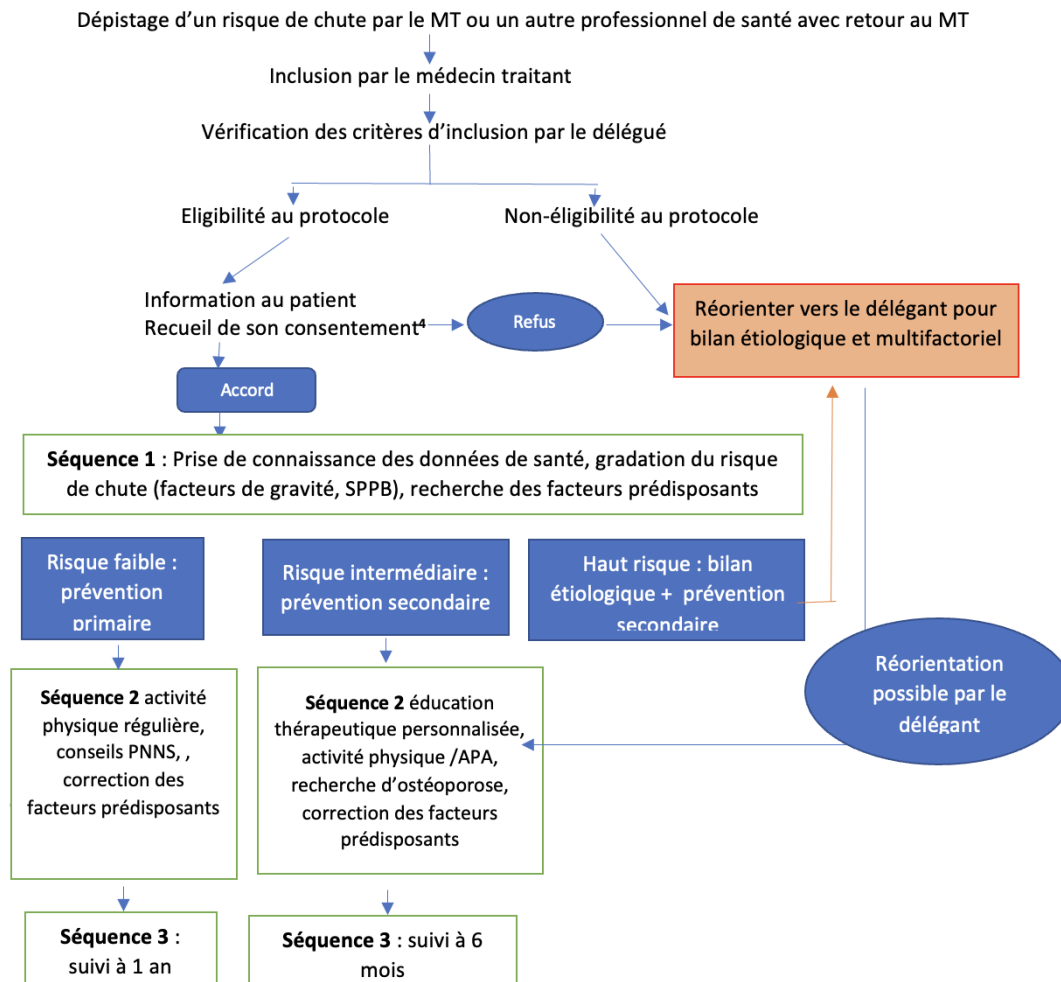 Dépistage d'un risque de chute par le MT ou un autre professionnel de santé avec retour au MT
Inclusion par le médecin traitant
Vérification des critères d'inclusion par le délégué
Eligibilité au protocole
Non-éligibilité au protocole
Information au patient
Recueil de son consentement⁴
Refus
Réorienter vers le délégant pour
bilan étiologique et multifactoriel
Accord
Séquence 1 : Prise de connaissance des données de santé, gradation du risque
de chute (facteurs de gravité, SPPB), recherche des facteurs prédisposants
Risque faible :
prévention
primaire
Risque intermédiaire :
prévention secondaire
Haut risque : bilan
étiologique + prévention
secondaire
Réorientation
possible par le
délégant
Séquence 2 activité
physique régulière,
conseils PNNS, ,
correction des
facteurs prédisposants
Séquence 2 éducation
thérapeutique personnalisée,
activité physique /APA,
recherche d'ostéoporose,
correction des facteurs
prédisposants
Séquence 3 :
suivi à 1 an
Séquence 3 : suivi à 6
mois